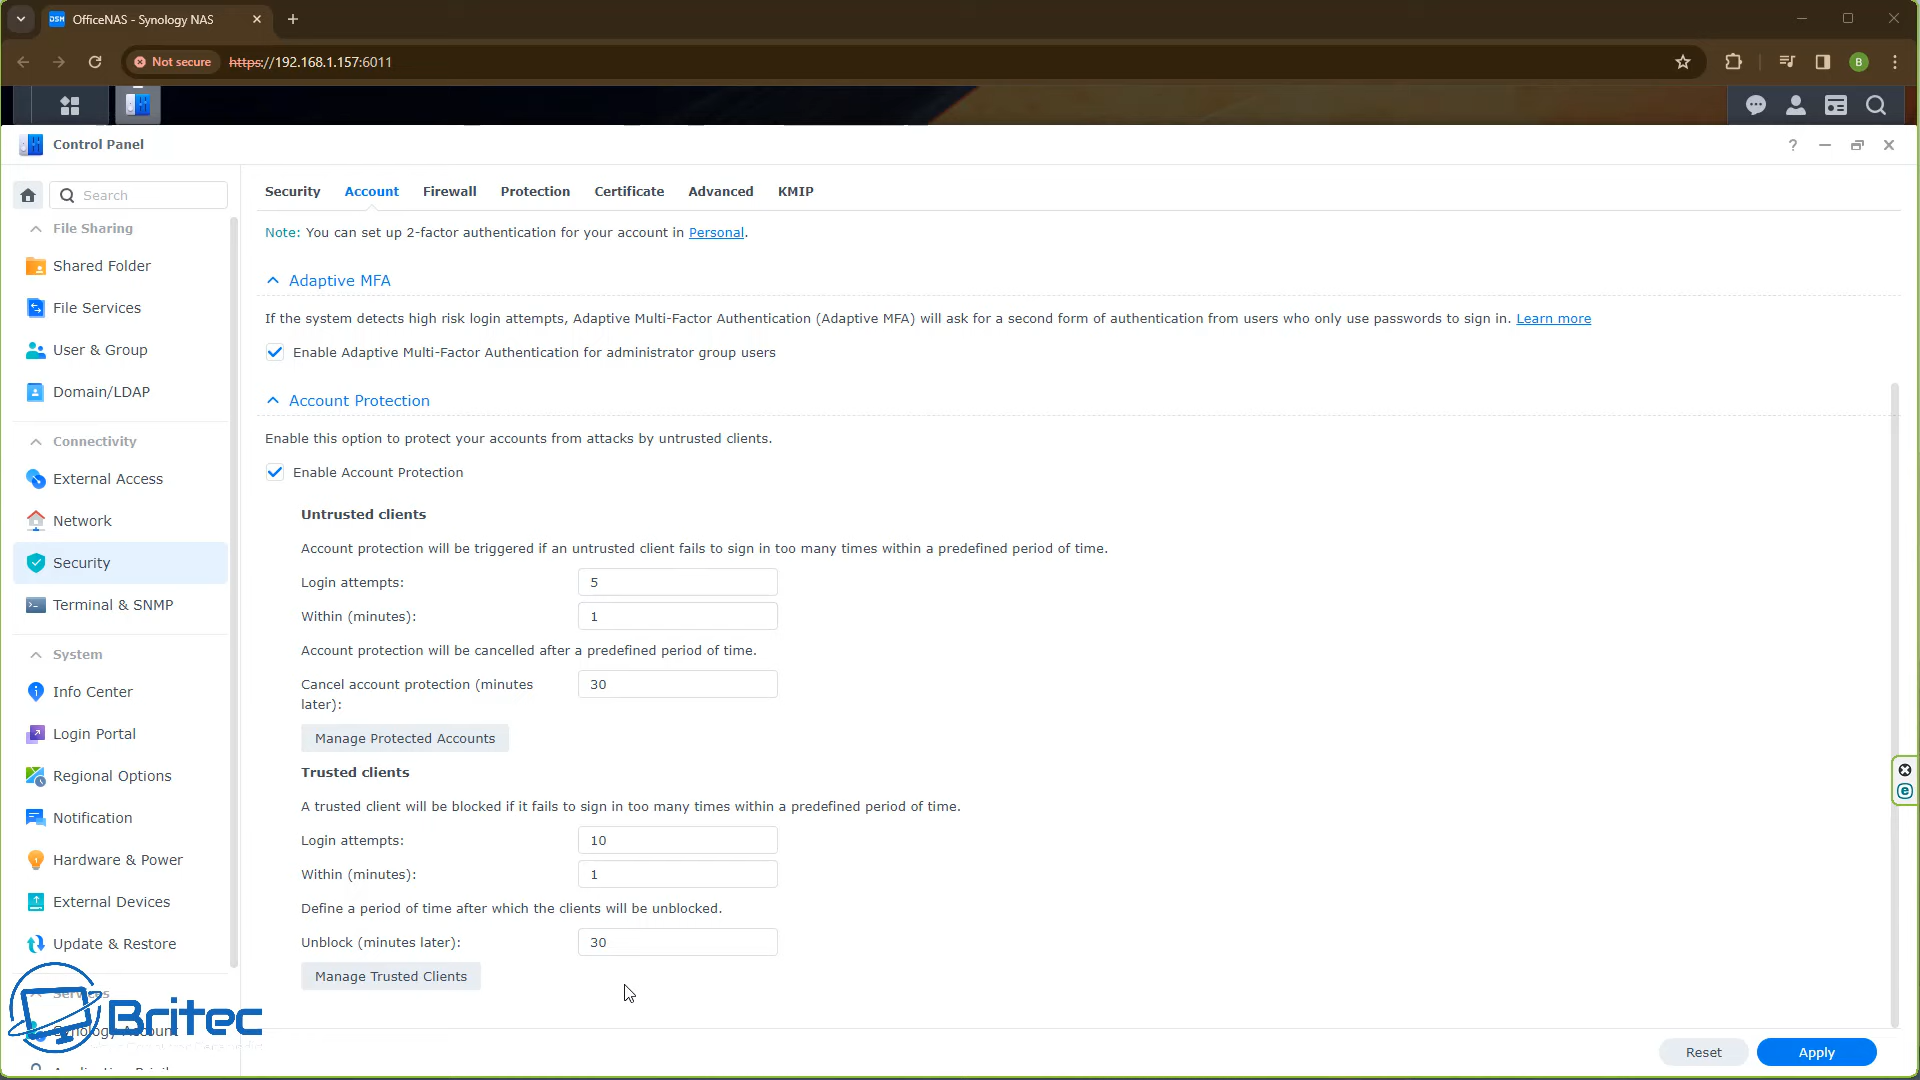 OfficeNAS - Synology NAS
Not secure
https://192.168.1.157:6011
B
Control Panel
Search
File Sharing
Shared Folder
File Services
User & Group
Domain/LDAP
Connectivity
External Access
Network
Security
Terminal & SNMP
System
Info Center
Login Portal
Regional Options
Notification
Hardware & Power
External Devices
Update & Restore
Services
Synology Account
Britec
Security Account Firewall Protection Certificate Advanced KMIP
Note: You can set up 2-factor authentication for your account in Personal.
Adaptive MFA
If the system detects high risk login attempts, Adaptive Multi-Factor Authentication (Adaptive MFA) will ask for a second form of authentication from users who only use passwords to sign in. Learn more
Enable Adaptive Multi-Factor Authentication for administrator group users
Account Protection
Enable this option to protect your accounts from attacks by untrusted clients.
Enable Account Protection
Untrusted clients
Account protection will be triggered if an untrusted client fails to sign in too many times within a predefined period of time.
Login attempts: 5
Within (minutes): 1
Account protection will be cancelled after a predefined period of time.
Cancel account protection (minutes later): 30
Manage Protected Accounts
Trusted clients
A trusted client will be blocked if it fails to sign in too many times within a predefined period of time.
Login attempts: 10
Within (minutes): 1
Define a period of time after which the clients will be unblocked.
Unblock (minutes later): 30
Manage Trusted Clients
Reset
Apply